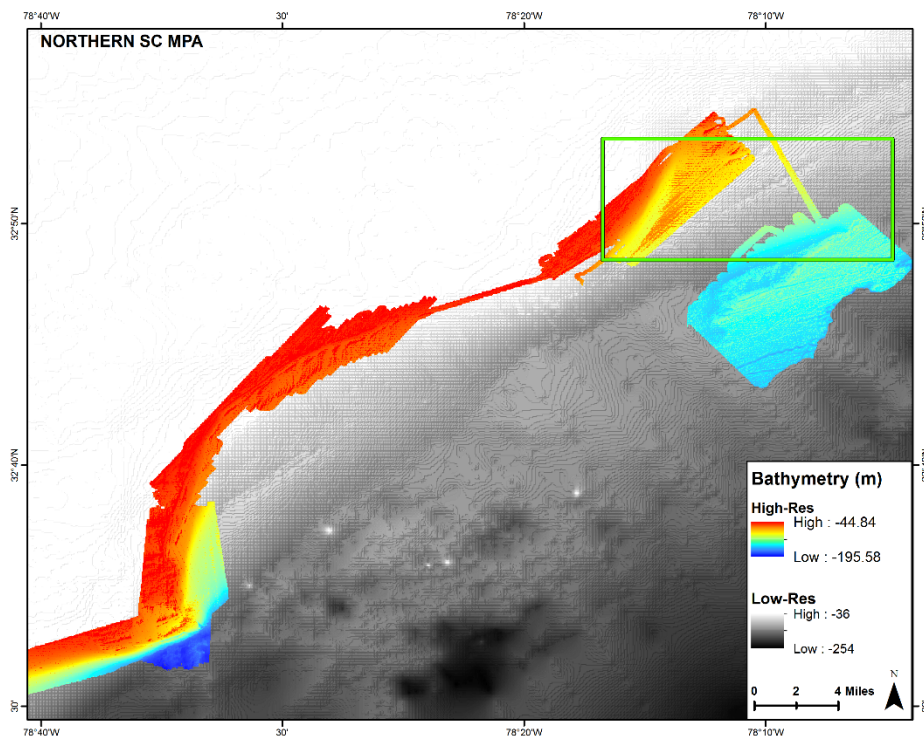 78°40'W 30' 78°20'W 78°10'W
NORTHERN SC MPA
32°50'N
32°40'N
30'
Bathymetry (m)
High-Res
High : -44.84
Low : -195.58
Low-Res
High : -36
Low : -254
N
0 2 4 Miles
78°40'W 30' 78°20'W 78°10'W